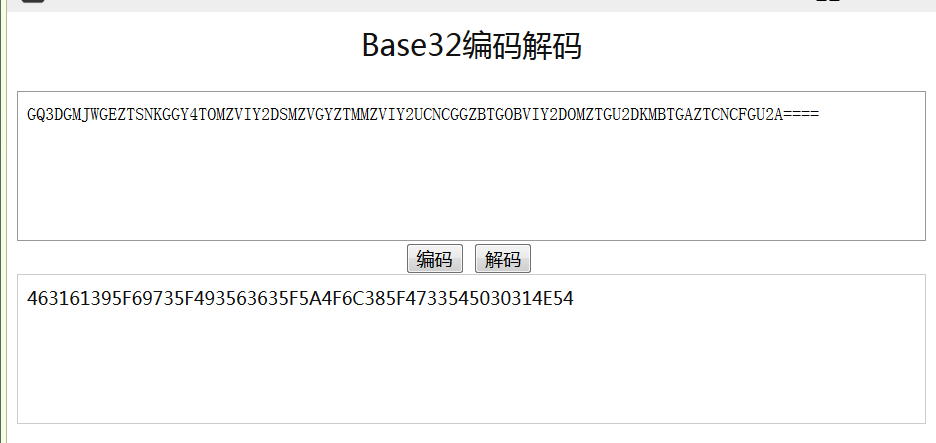 Base32编码解码
GQ3DGMJWGEZTSNKGGY4TOMZVIY2DSMZVGYZTMMZVIY2UCNCGGZBTGOBVIY2DOMZTGU2DKMBTGAZTCNCFGU2A====
编码 解码
463161395F69735F493563635F5A4F6C385F4733545030314E54